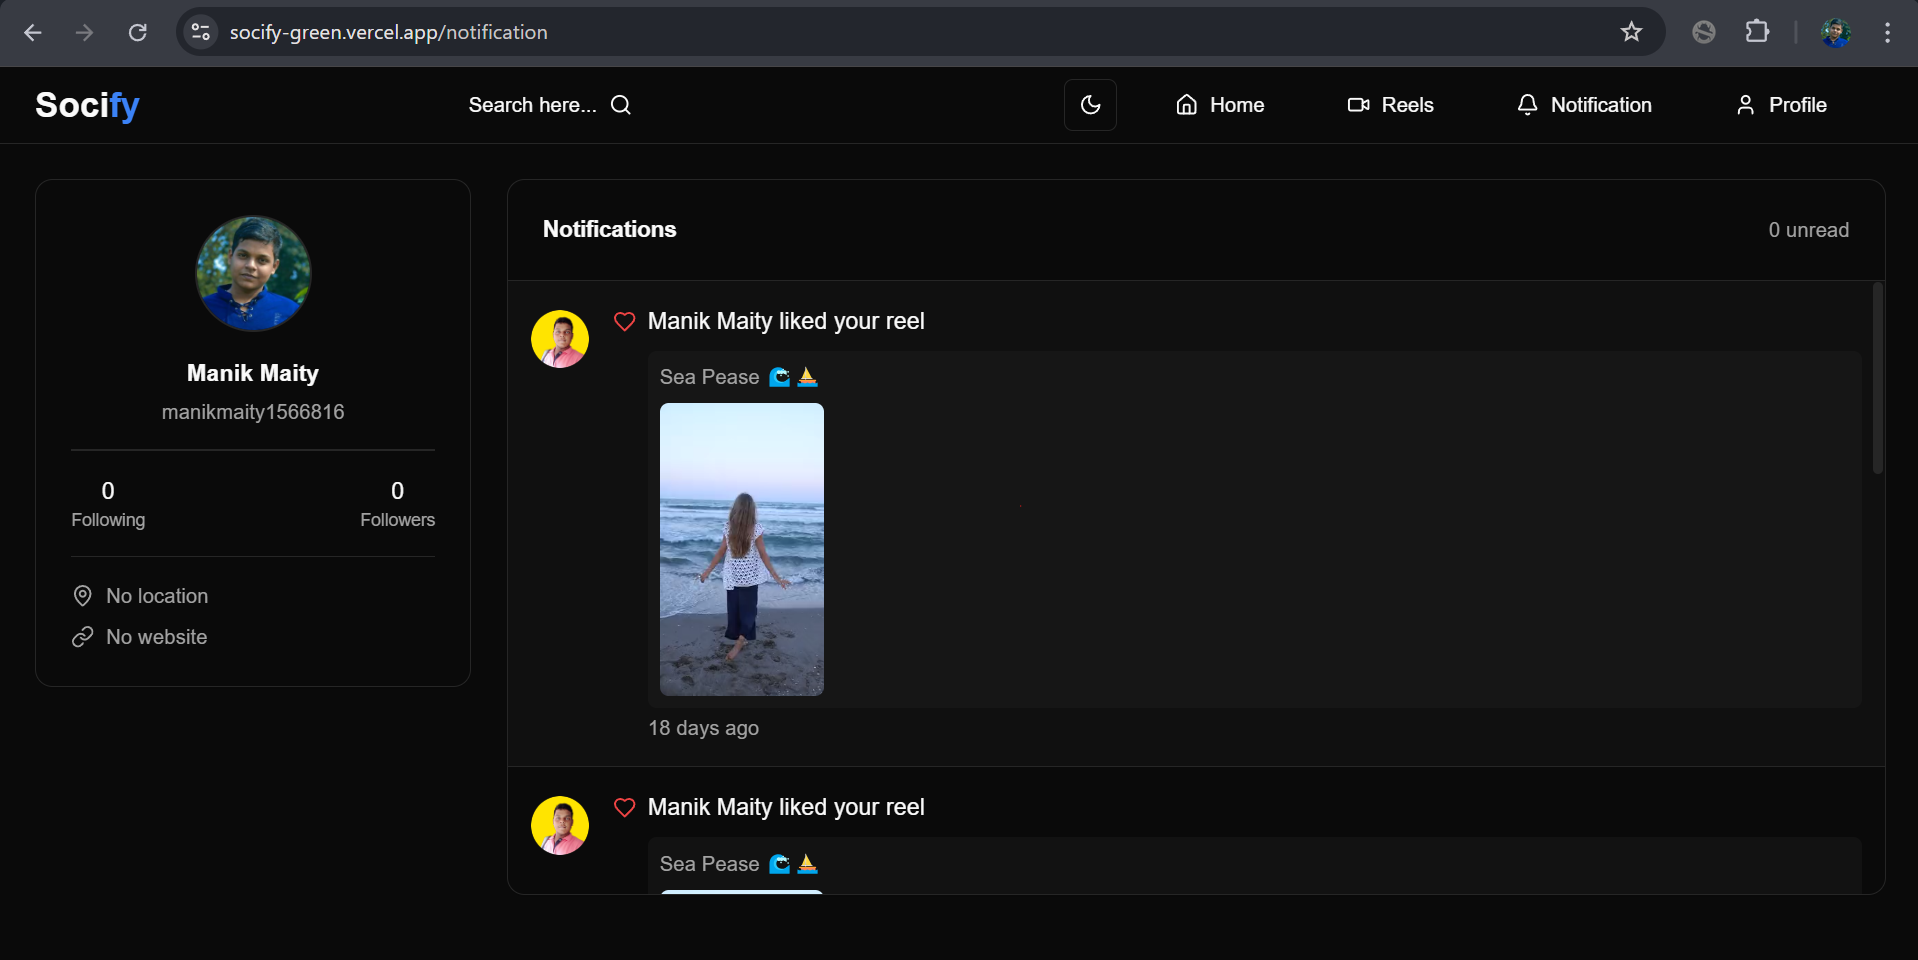 socify-green.vercel.app/notification
Socify
Search here...
Home
Reels
Notification
Profile
Manik Maity
manikmaity1566816
0
Following
0
Followers
No location
No website
Notifications
0 unread
Manik Maity liked your reel
Sea Pease 🌊⛵
18 days ago
Manik Maity liked your reel
Sea Pease 🌊⛵